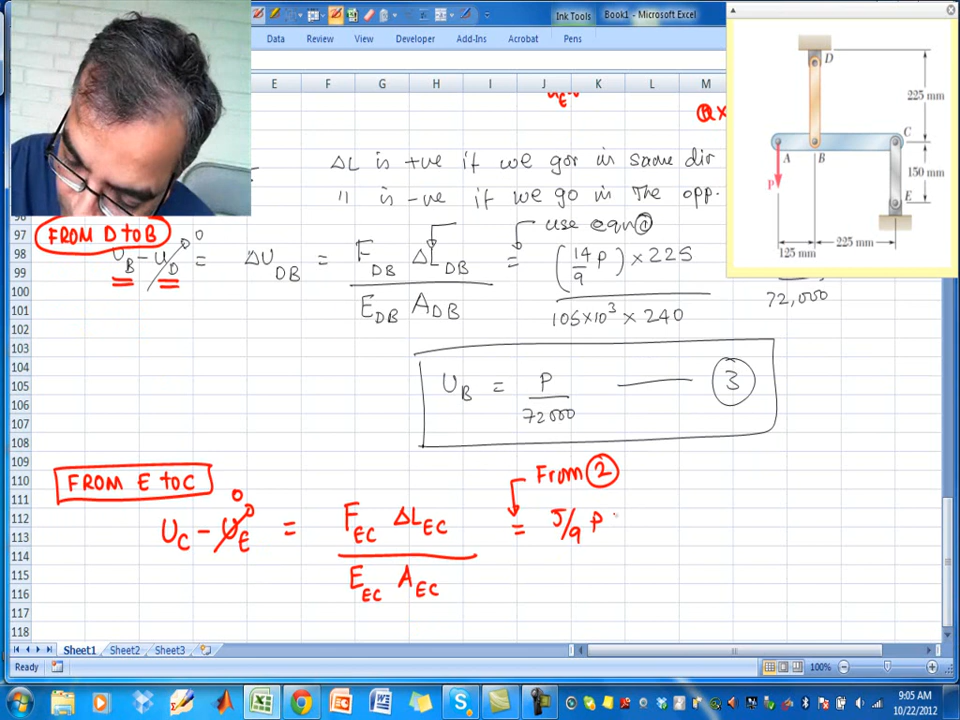 Ink Tools Book1 - Microsoft Excel
Data Review View Developer Add-Ins Acrobat Pens
E F G H I J K L M
ΔL is +ve if we gor in same dir
" is -ve if we go in the opp.
FROM D TO B
use eqn ①
U_B - U_D = ΔU_DB = F_DB ΔL_DB / E_DB A_DB = (14/9 P) × 225 / 105×10³ × 240
72,000
U_B = P/72000 ③
FROM E TO C
From ②
U_C - U_E = F_EC ΔL_EC / E_EC A_EC = 5/9 P
0
0
97
98
99
100
101
102
103
104
105
106
107
108
109
110
111
112
113
114
115
116
117
118
D
225 mm
A B C
P
150 mm
E
225 mm
125 mm
Sheet1 Sheet2 Sheet3
Ready 100%
9:05 AM
10/22/2012